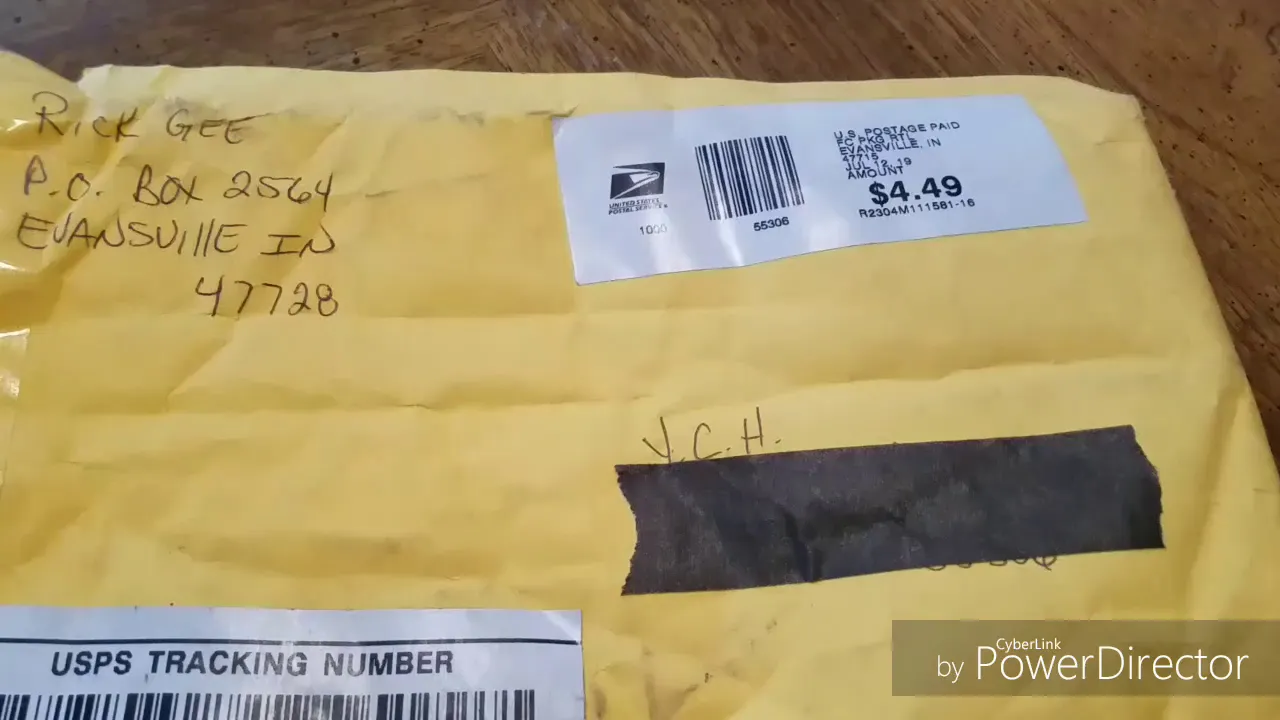 Rick GEE
P.O. BOX 2564
EVANSVIllE IN
47728
UNITED STATES
POSTAL SERVICE®
1000
55306
U.S. POSTAGE PAID
FC PKG RTL
EVANSVILLE, IN
47715
JUL 12, 19
AMOUNT
$4.49
R2304M111581-16
Y.C.H.
USPS TRACKING NUMBER
CyberLink
by PowerDirector